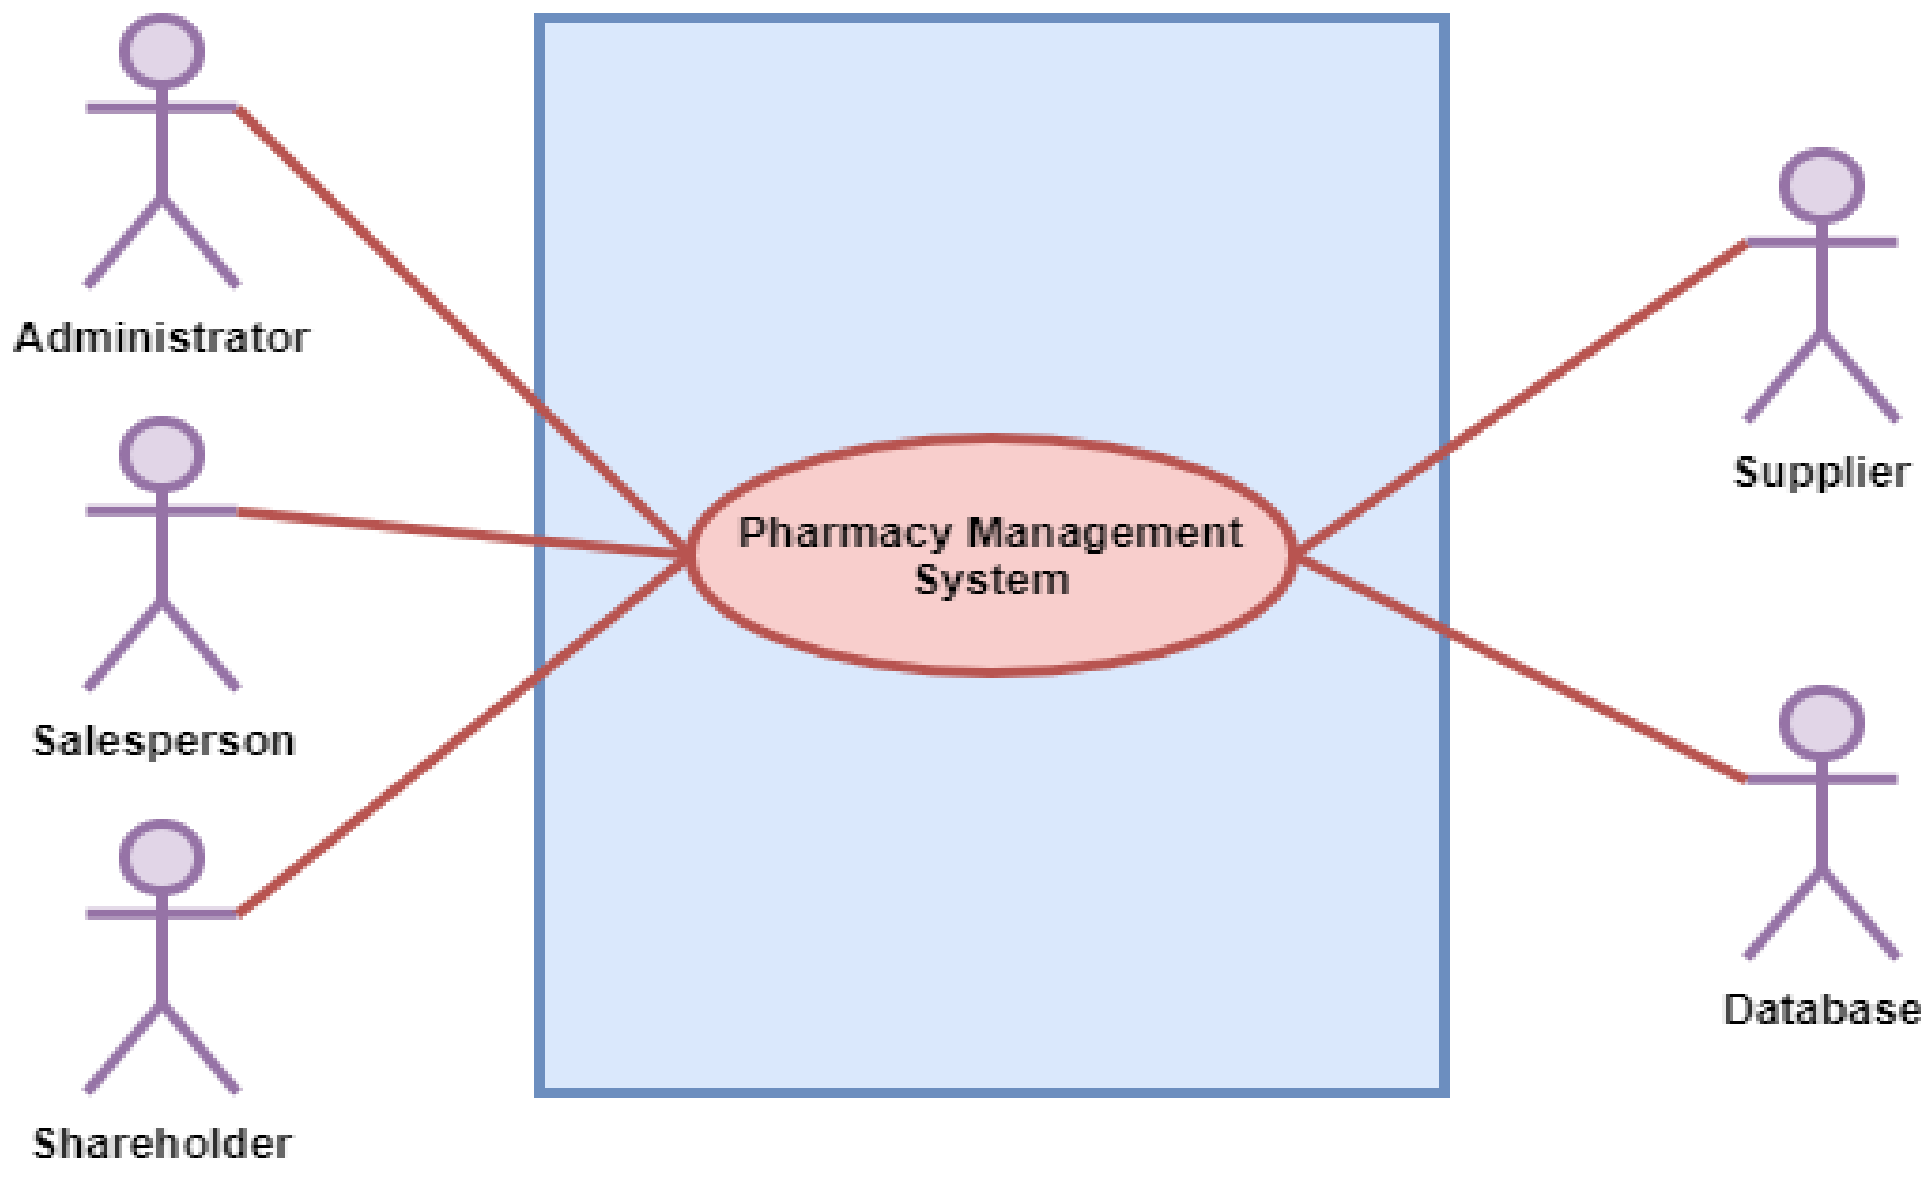 Administrator
Salesperson
Shareholder
Pharmacy Management
System
Supplier
Database